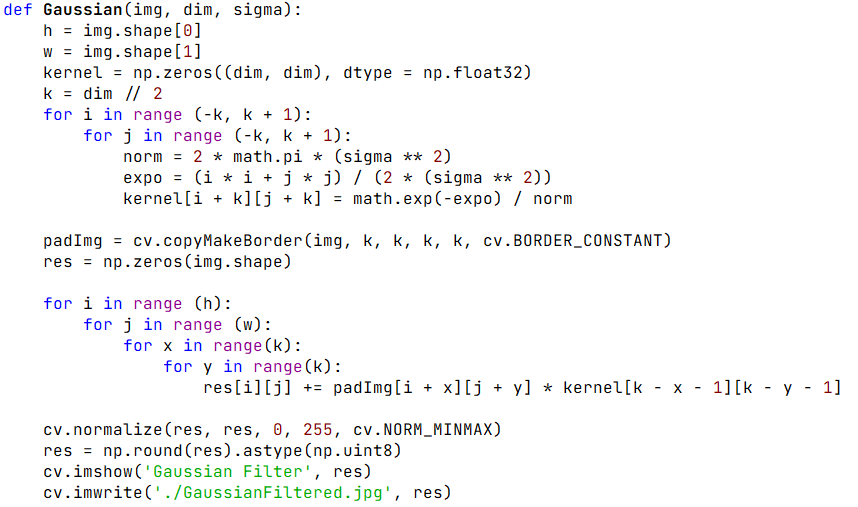 def Gaussian(img, dim, sigma):
    h = img.shape[0]
    w = img.shape[1]
    kernel = np.zeros((dim, dim), dtype = np.float32)
    k = dim // 2
    for i in range (-k, k + 1):
        for j in range (-k, k + 1):
            norm = 2 * math.pi * (sigma ** 2)
            expo = (i * i + j * j) / (2 * (sigma ** 2))
            kernel[i + k][j + k] = math.exp(-expo) / norm

    padImg = cv.copyMakeBorder(img, k, k, k, k, cv.BORDER_CONSTANT)
    res = np.zeros(img.shape)

    for i in range (h):
        for j in range (w):
            for x in range(k):
                for y in range(k):
                    res[i][j] += padImg[i + x][j + y] * kernel[k - x - 1][k - y - 1]

    cv.normalize(res, res, 0, 255, cv.NORM_MINMAX)
    res = np.round(res).astype(np.uint8)
    cv.imshow('Gaussian Filter', res)
    cv.imwrite('./GaussianFiltered.jpg', res)